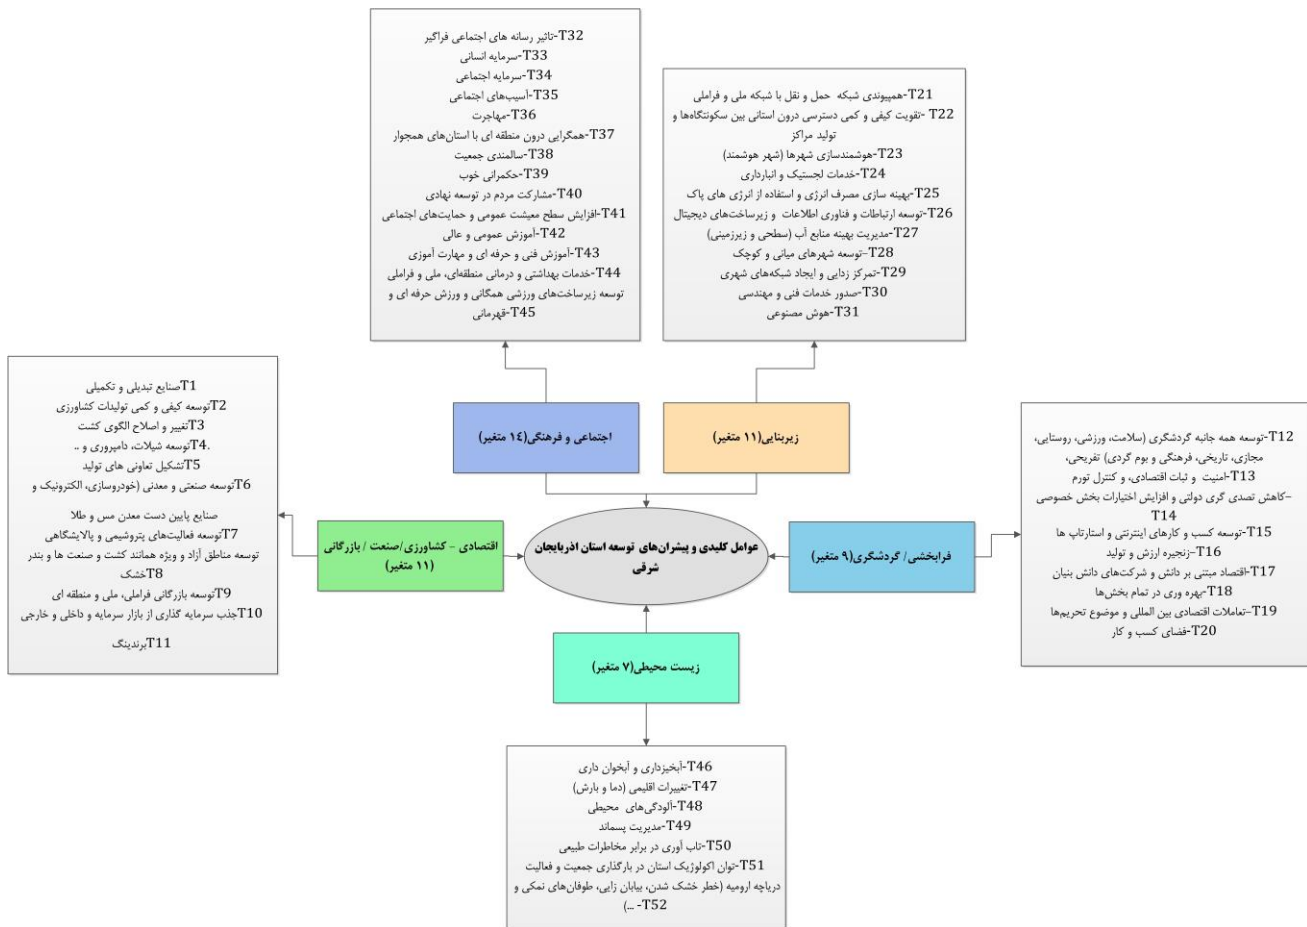 T32-تاثیر رسانه های اجتماعی فراگیر
T33-سرمایه انسانی
T34-سرمایه اجتماعی
T35-آسیب‌های اجتماعی
T36-مهاجرت
T37-همگرایی درون منطقه ای با استان‌های همجوار
T38-سالمندی جمعیت
T39-حکمرانی خوب
T40-مشارکت مردم در توسعه نهادی
T41-افزایش سطح معیشت عمومی و حمایت‌های اجتماعی
T42-آموزش عمومی و عالی
T43-آموزش فنی و حرفه ای و مهارت آموزی
T44-خدمات بهداشتی و درمانی منطقه‌ای، ملی و فراملی
توسعه زیرساخت‌های ورزشی همگانی و ورزش حرفه ای و
T45-قهرمانی
T21-همپیوندی شبکه حمل و نقل با شبکه ملی و فراملی
T22 -تقویت کیفی و کمی دسترسی درون استانی بین سکونتگاه‌ها و
تولید مراکز
T23-هوشمندسازی شهرها (شهر هوشمند)
T24-خدمات لجستیک و انبارداری
T25-بهینه سازی مصرف انرژی و استفاده از انرژی های پاک
T26-توسعه ارتباطات و فناوری اطلاعات و زیرساخت‌های دیجیتال
T27-مدیریت بهینه منابع آب (سطحی و زیرزمینی)
T28-توسعه شهرهای میانی و کوچک
T29-تمرکز زدایی و ایجاد شبکه‌های شهری
T30-صدور خدمات فنی و مهندسی
T31-هوش مصنوعی
اجتماعی و فرهنگی(١٤ متغیر)
زیربنایی(١١ متغیر)
T1صنایع تبدیلی و تکمیلی
T2توسعه کیفی و کمی تولیدات کشاورزی
T3تغییر و اصلاح الگوی کشت
T4.توسعه شیلات، دامپروری و ..
T5تشکیل تعاونی های تولید
T6توسعه صنعتی و معدنی (خودروسازی، الکترونیک و
صنایع پایین دست معدن مس و طلا
T7توسعه فعالیت‌های پتروشیمی و پالایشگاهی
توسعه مناطق آزاد و ویژه همانند کشت و صنعت ها و بندر
T8خشک
T9توسعه بازرگانی فراملی، ملی و منطقه ای
T10جذب سرمایه گذاری از بازار سرمایه و داخلی و خارجی
T11برندینگ
اقتصادی - کشاورزی/صنعت / بازرگانی
(١١ متغیر)
عوامل کلیدی و پیشران‌های توسعه استان اذربایجان
شرقی
فرابخشی/ گردشگری(٩ متغیر)
T12-توسعه همه جانبه گردشگری (سلامت، ورزشی، روستایی،
مجازی، تاریخی، فرهنگی و بوم گردی) تفریحی،
T13-امنیت و ثبات اقتصادی، و کنترل تورم
-کاهش تصدی گری دولتی و افزایش اختیارات بخش خصوصی
T14
T15-توسعه کسب و کارهای اینترنتی و استارتاپ ها
T16-زنجیره ارزش و تولید
T17-اقتصاد مبتنی بر دانش و شرکت‌های دانش بنیان
T18-بهره وری در تمام بخش‌ها
T19-تعاملات اقتصادی بین المللی و موضوع تحریم‌ها
T20-فضای کسب و کار
زیست محیطی(٧ متغیر)
T46-آبخیزداری و آبخوان داری
T47-تغییرات اقلیمی (دما و بارش)
T48-آلودگی‌های محیطی
T49-مدیریت پسماند
T50-تاب آوری در برابر مخاطرات طبیعی
T51-توان اکولوژیک استان در بارگذاری جمعیت و فعالیت
دریاچه ارومیه (خطر خشک شدن، بیابان زایی، طوفان‌های نمکی و
T52- ...)